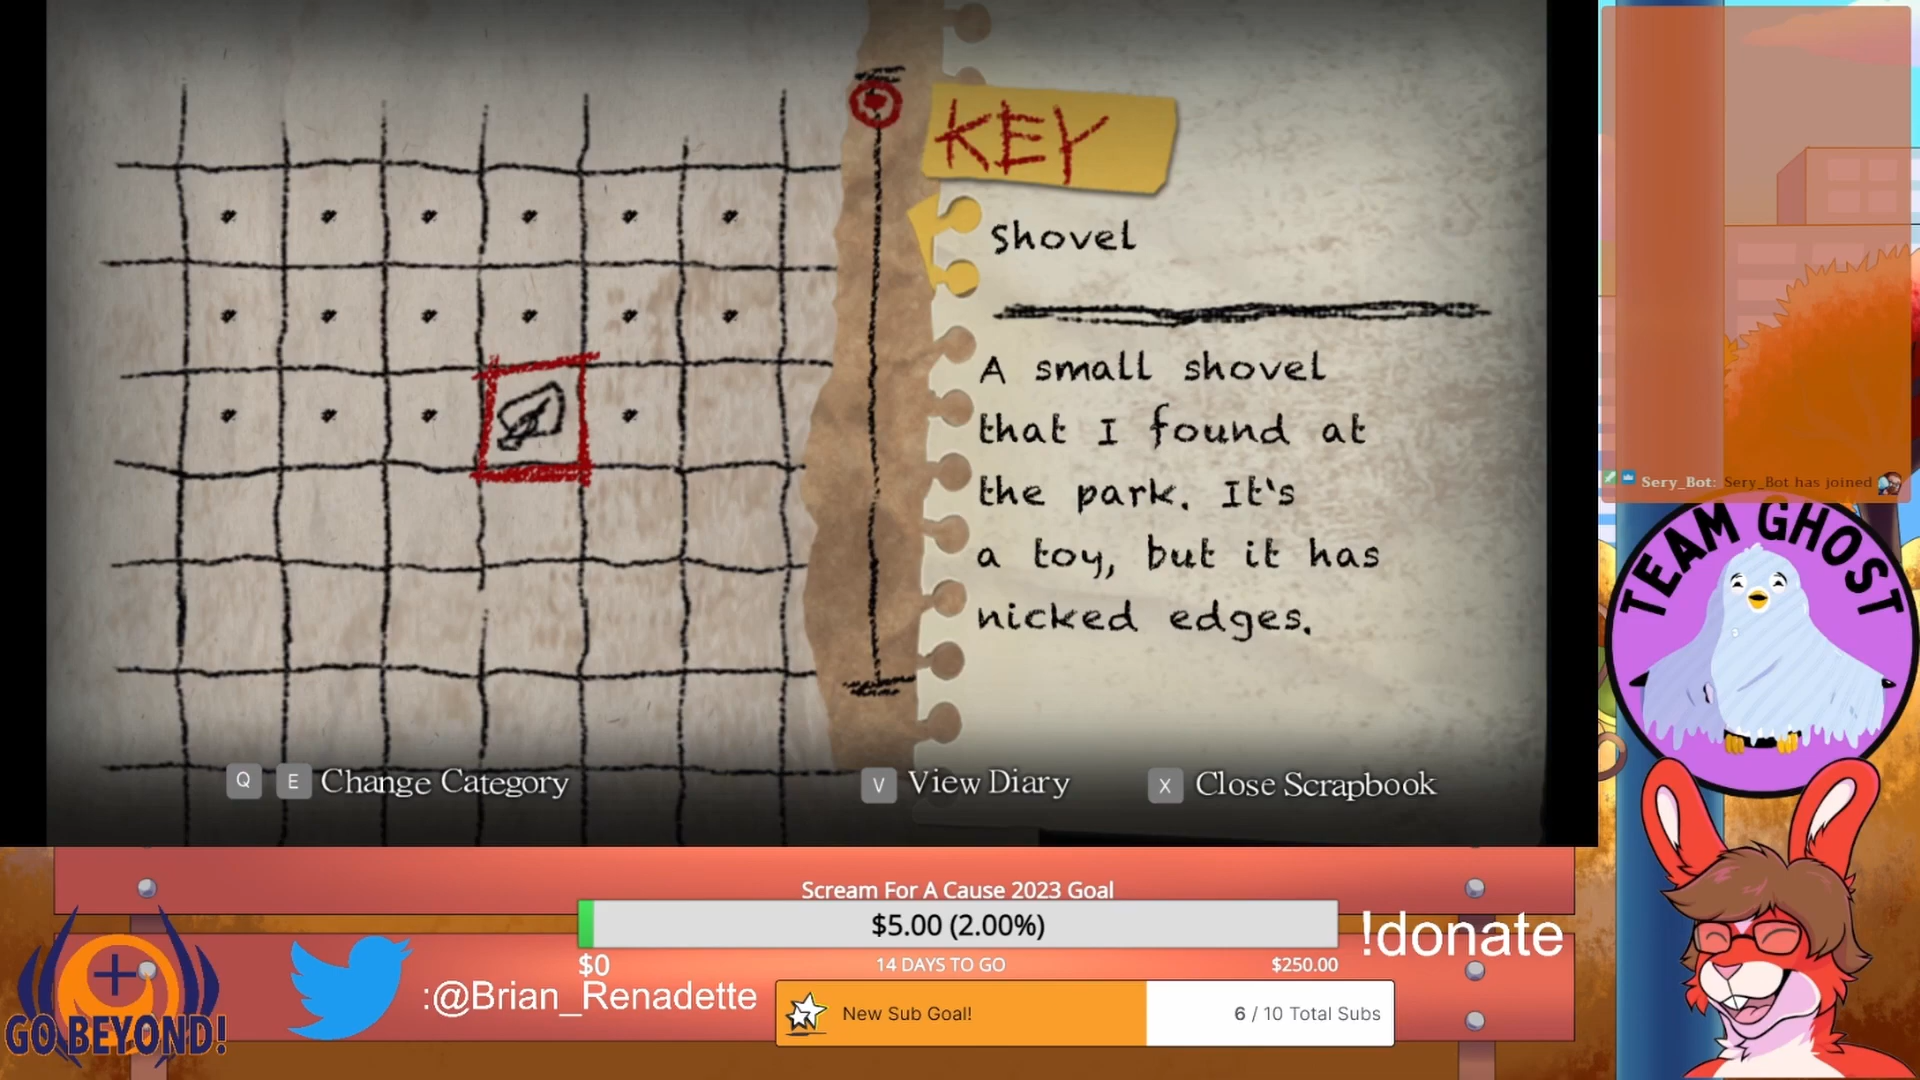 KEY
Shovel
A small shovel
that I found at
the park. It's
a toy, but it has
nicked edges.
Q E Change Category
V View Diary
X Close Scrapbook
Sery_Bot: Sery_Bot has joined
TEAM GHOST
Scream For A Cause 2023 Goal
$5.00 (2.00%)
!donate
$0
14 DAYS TO GO
$250.00
GO BEYOND!
:@Brian_Renadette
New Sub Goal!
6 / 10 Total Subs